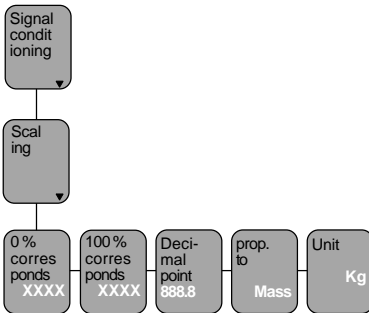 Signal
condit
ioning
Scal
ing
0 %
corres
ponds
XXXX
100 %
corres
ponds
XXXX
Deci-
mal
point
888.8
prop.
to
Mass
Unit
Kg